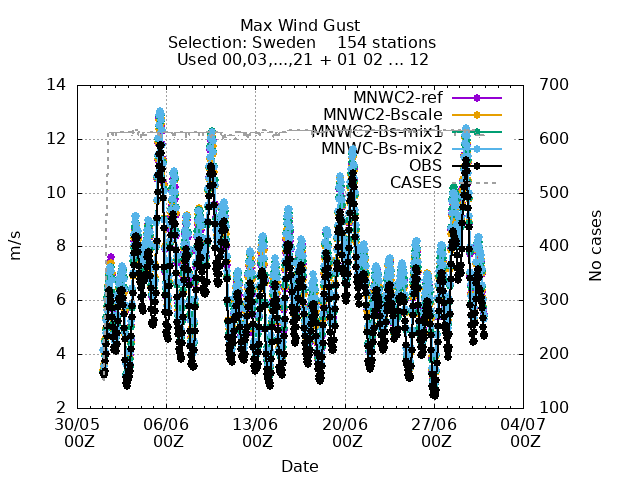 Max Wind Gust
Selection: Sweden    154 stations
Used 00,03,...,21 + 01 02 ... 12
14
12
10
8
6
4
2
m/s
700
600
500
400
300
200
100
No cases
MNWC2-ref
MNWC2-Bscale
MNWC2-Bs-mix1
MNWC-Bs-mix2
OBS
CASES
30/05 06/06 13/06 20/06 27/06 04/07
00Z 00Z 00Z 00Z 00Z 00Z
Date